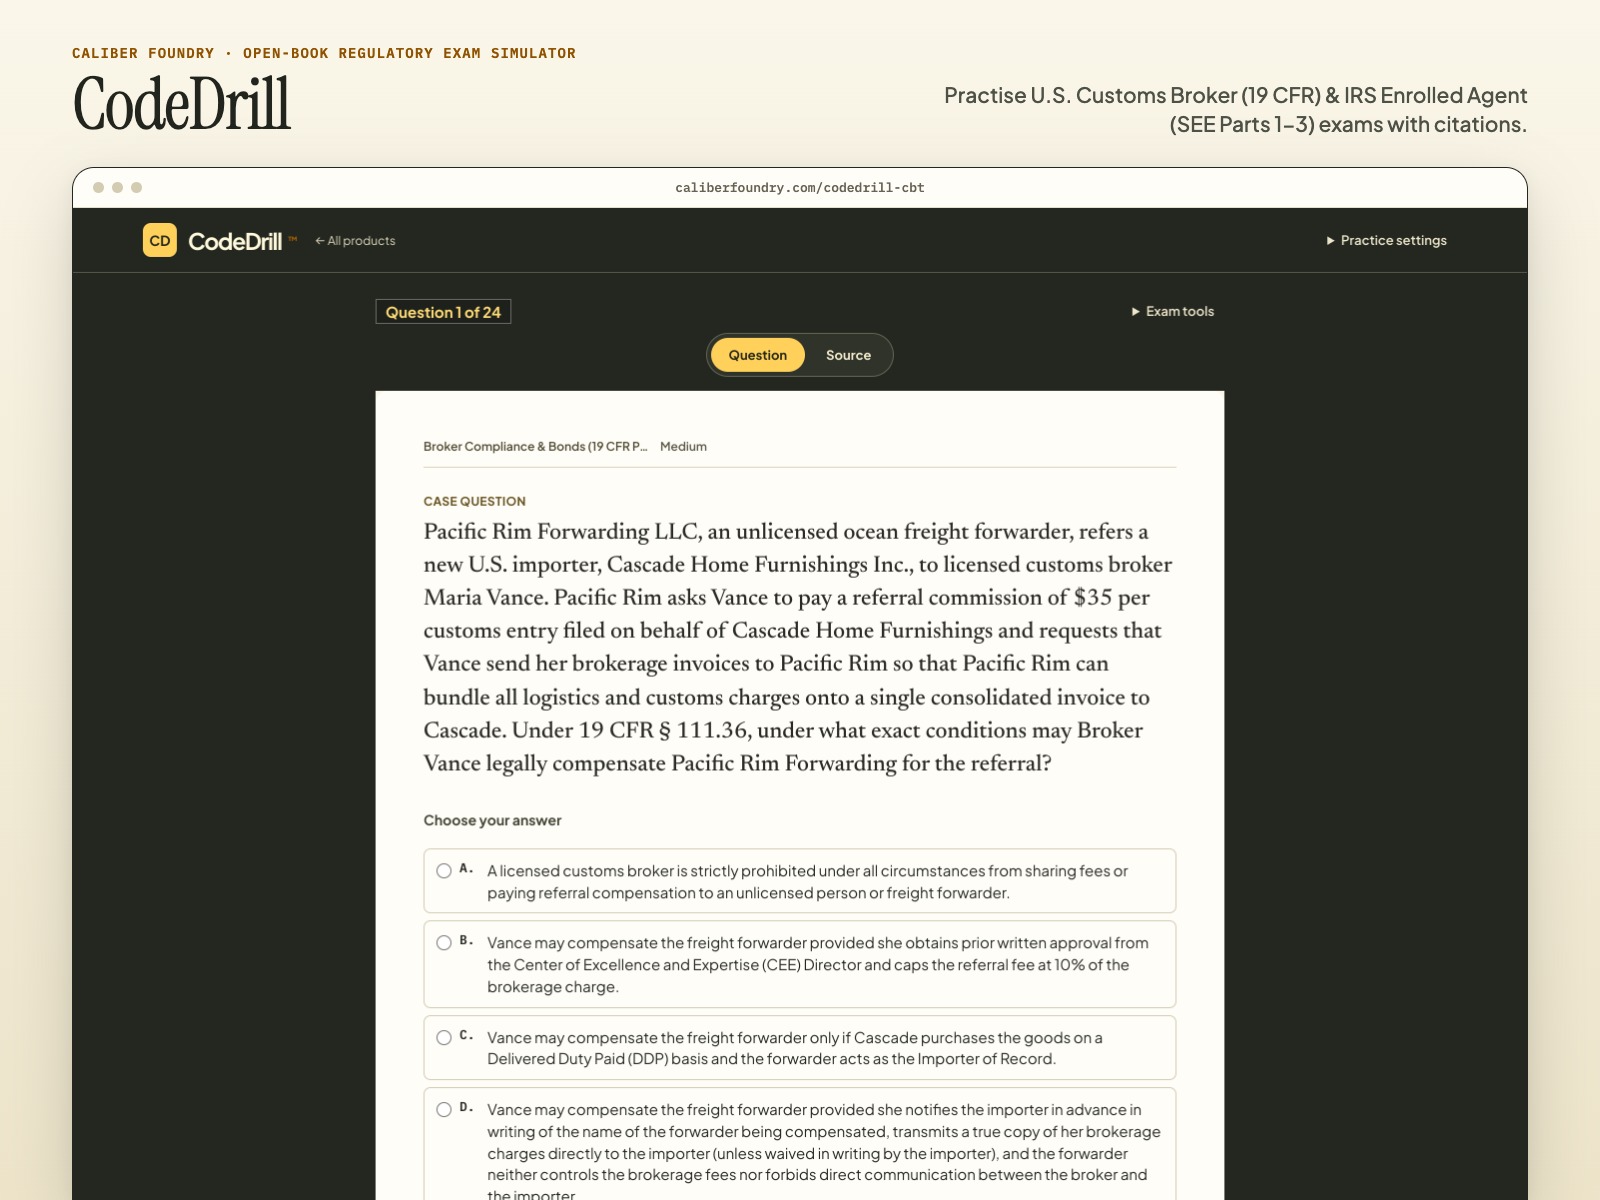 CALIBER FOUNDRY · OPEN-BOOK REGULATORY EXAM SIMULATOR
CodeDrill
Practise U.S. Customs Broker (19 CFR) & IRS Enrolled Agent
(SEE Parts 1–3) exams with citations.
caliberfoundry.com/codedrill-cbt
CD CodeDrill ™ ← All products
▶ Practice settings
Question 1 of 24
▶ Exam tools
Question Source
Broker Compliance & Bonds (19 CFR P... Medium
CASE QUESTION
Pacific Rim Forwarding LLC, an unlicensed ocean freight forwarder, refers a
new U.S. importer, Cascade Home Furnishings Inc., to licensed customs broker
Maria Vance. Pacific Rim asks Vance to pay a referral commission of $35 per
customs entry filed on behalf of Cascade Home Furnishings and requests that
Vance send her brokerage invoices to Pacific Rim so that Pacific Rim can
bundle all logistics and customs charges onto a single consolidated invoice to
Cascade. Under 19 CFR § 111.36, under what exact conditions may Broker
Vance legally compensate Pacific Rim Forwarding for the referral?
Choose your answer
A. A licensed customs broker is strictly prohibited under all circumstances from sharing fees or
paying referral compensation to an unlicensed person or freight forwarder.
B. Vance may compensate the freight forwarder provided she obtains prior written approval from
the Center of Excellence and Expertise (CEE) Director and caps the referral fee at 10% of the
brokerage charge.
C. Vance may compensate the freight forwarder only if Cascade purchases the goods on a
Delivered Duty Paid (DDP) basis and the forwarder acts as the Importer of Record.
D. Vance may compensate the freight forwarder provided she notifies the importer in advance in
writing of the name of the forwarder being compensated, transmits a true copy of her brokerage
charges directly to the importer (unless waived in writing by the importer), and the forwarder
neither controls the brokerage fees nor forbids direct communication between the broker and
the importer.